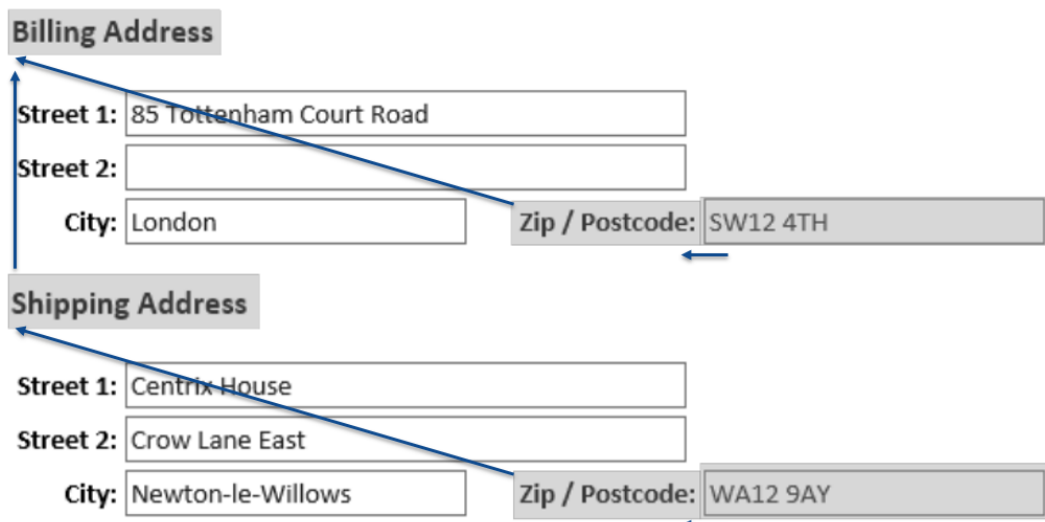 Billing Address
Street 1: 85 Tottenham Court Road
Street 2:
City: London Zip / Postcode: SW12 4TH
Shipping Address
Street 1: Centrix House
Street 2: Crow Lane East
City: Newton-le-Willows Zip / Postcode: WA12 9AY